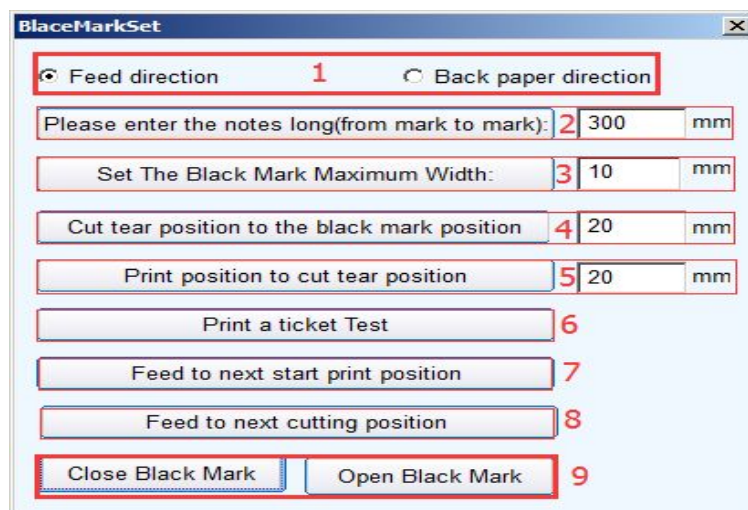 BlaceMarkSet
Feed direction 1 Back paper direction
Please enter the notes long(from mark to mark): 2 300 mm
Set The Black Mark Maximum Width: 3 10 mm
Cut tear position to the black mark position 4 20 mm
Print position to cut tear position 5 20 mm
Print a ticket Test 6
Feed to next start print position 7
Feed to next cutting position 8
Close Black Mark Open Black Mark 9